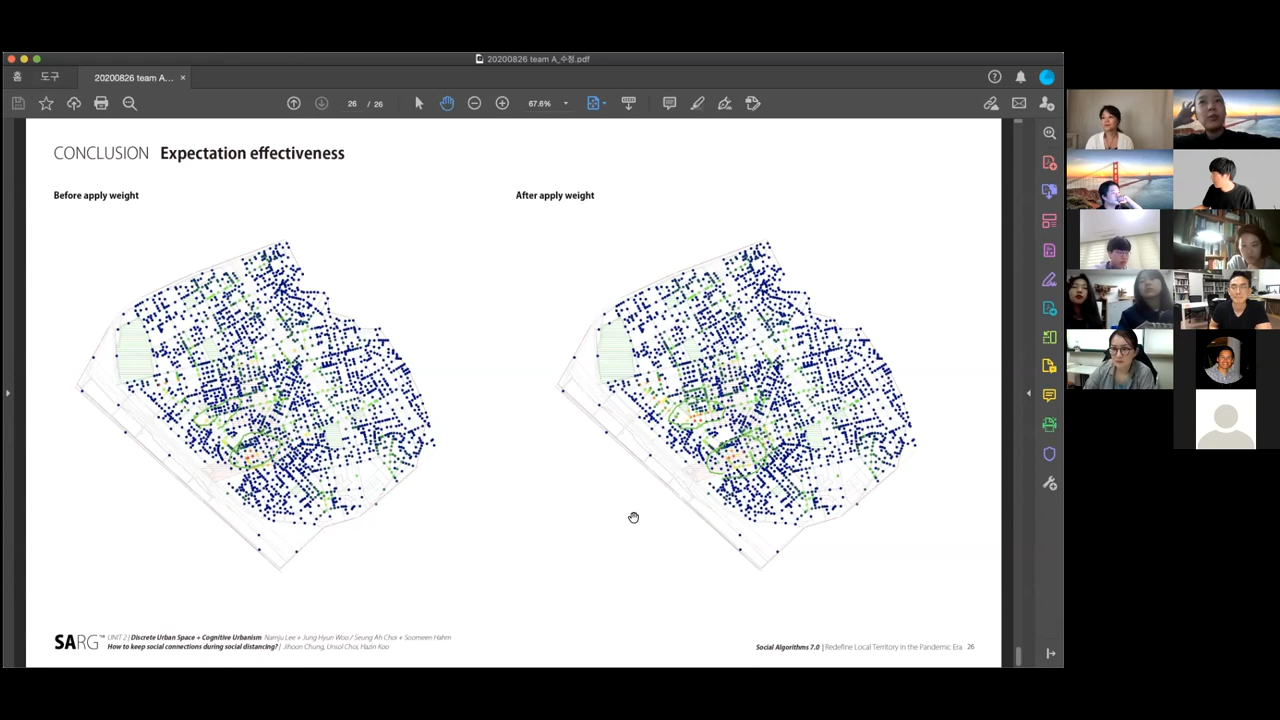 20200826 team A_수정.pdf
홈 도구 20200826 team A... ×
26 / 26 67.6%
CONCLUSION Expectation effectiveness
Before apply weight After apply weight
SARG™ UNIT 2 | Discrete Urban Space + Cognitive Urbanism Namju Lee + Jung Hyun Woo / Seung Ah Choi + Soomeen Hahm
How to keep social connections during social distancing? | Jihoon Chung, Unsol Choi, Hazin Koo
Social Algorithms 7.0 | Redefine Local Territory in the Pandemic Era 26